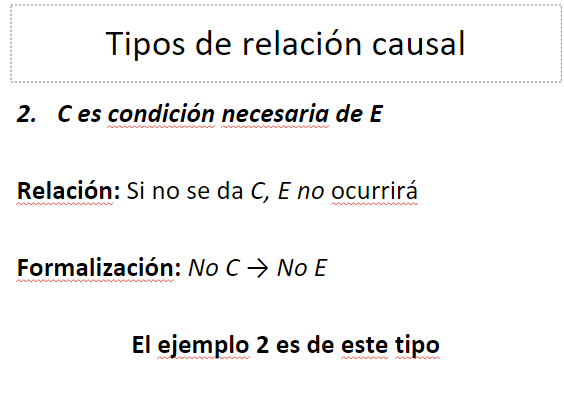 Tipos de relación causal
2. C es condición necesaria de E
Relación: Si no se da C, E no ocurrirá
Formalización: No C → No E
El ejemplo 2 es de este tipo